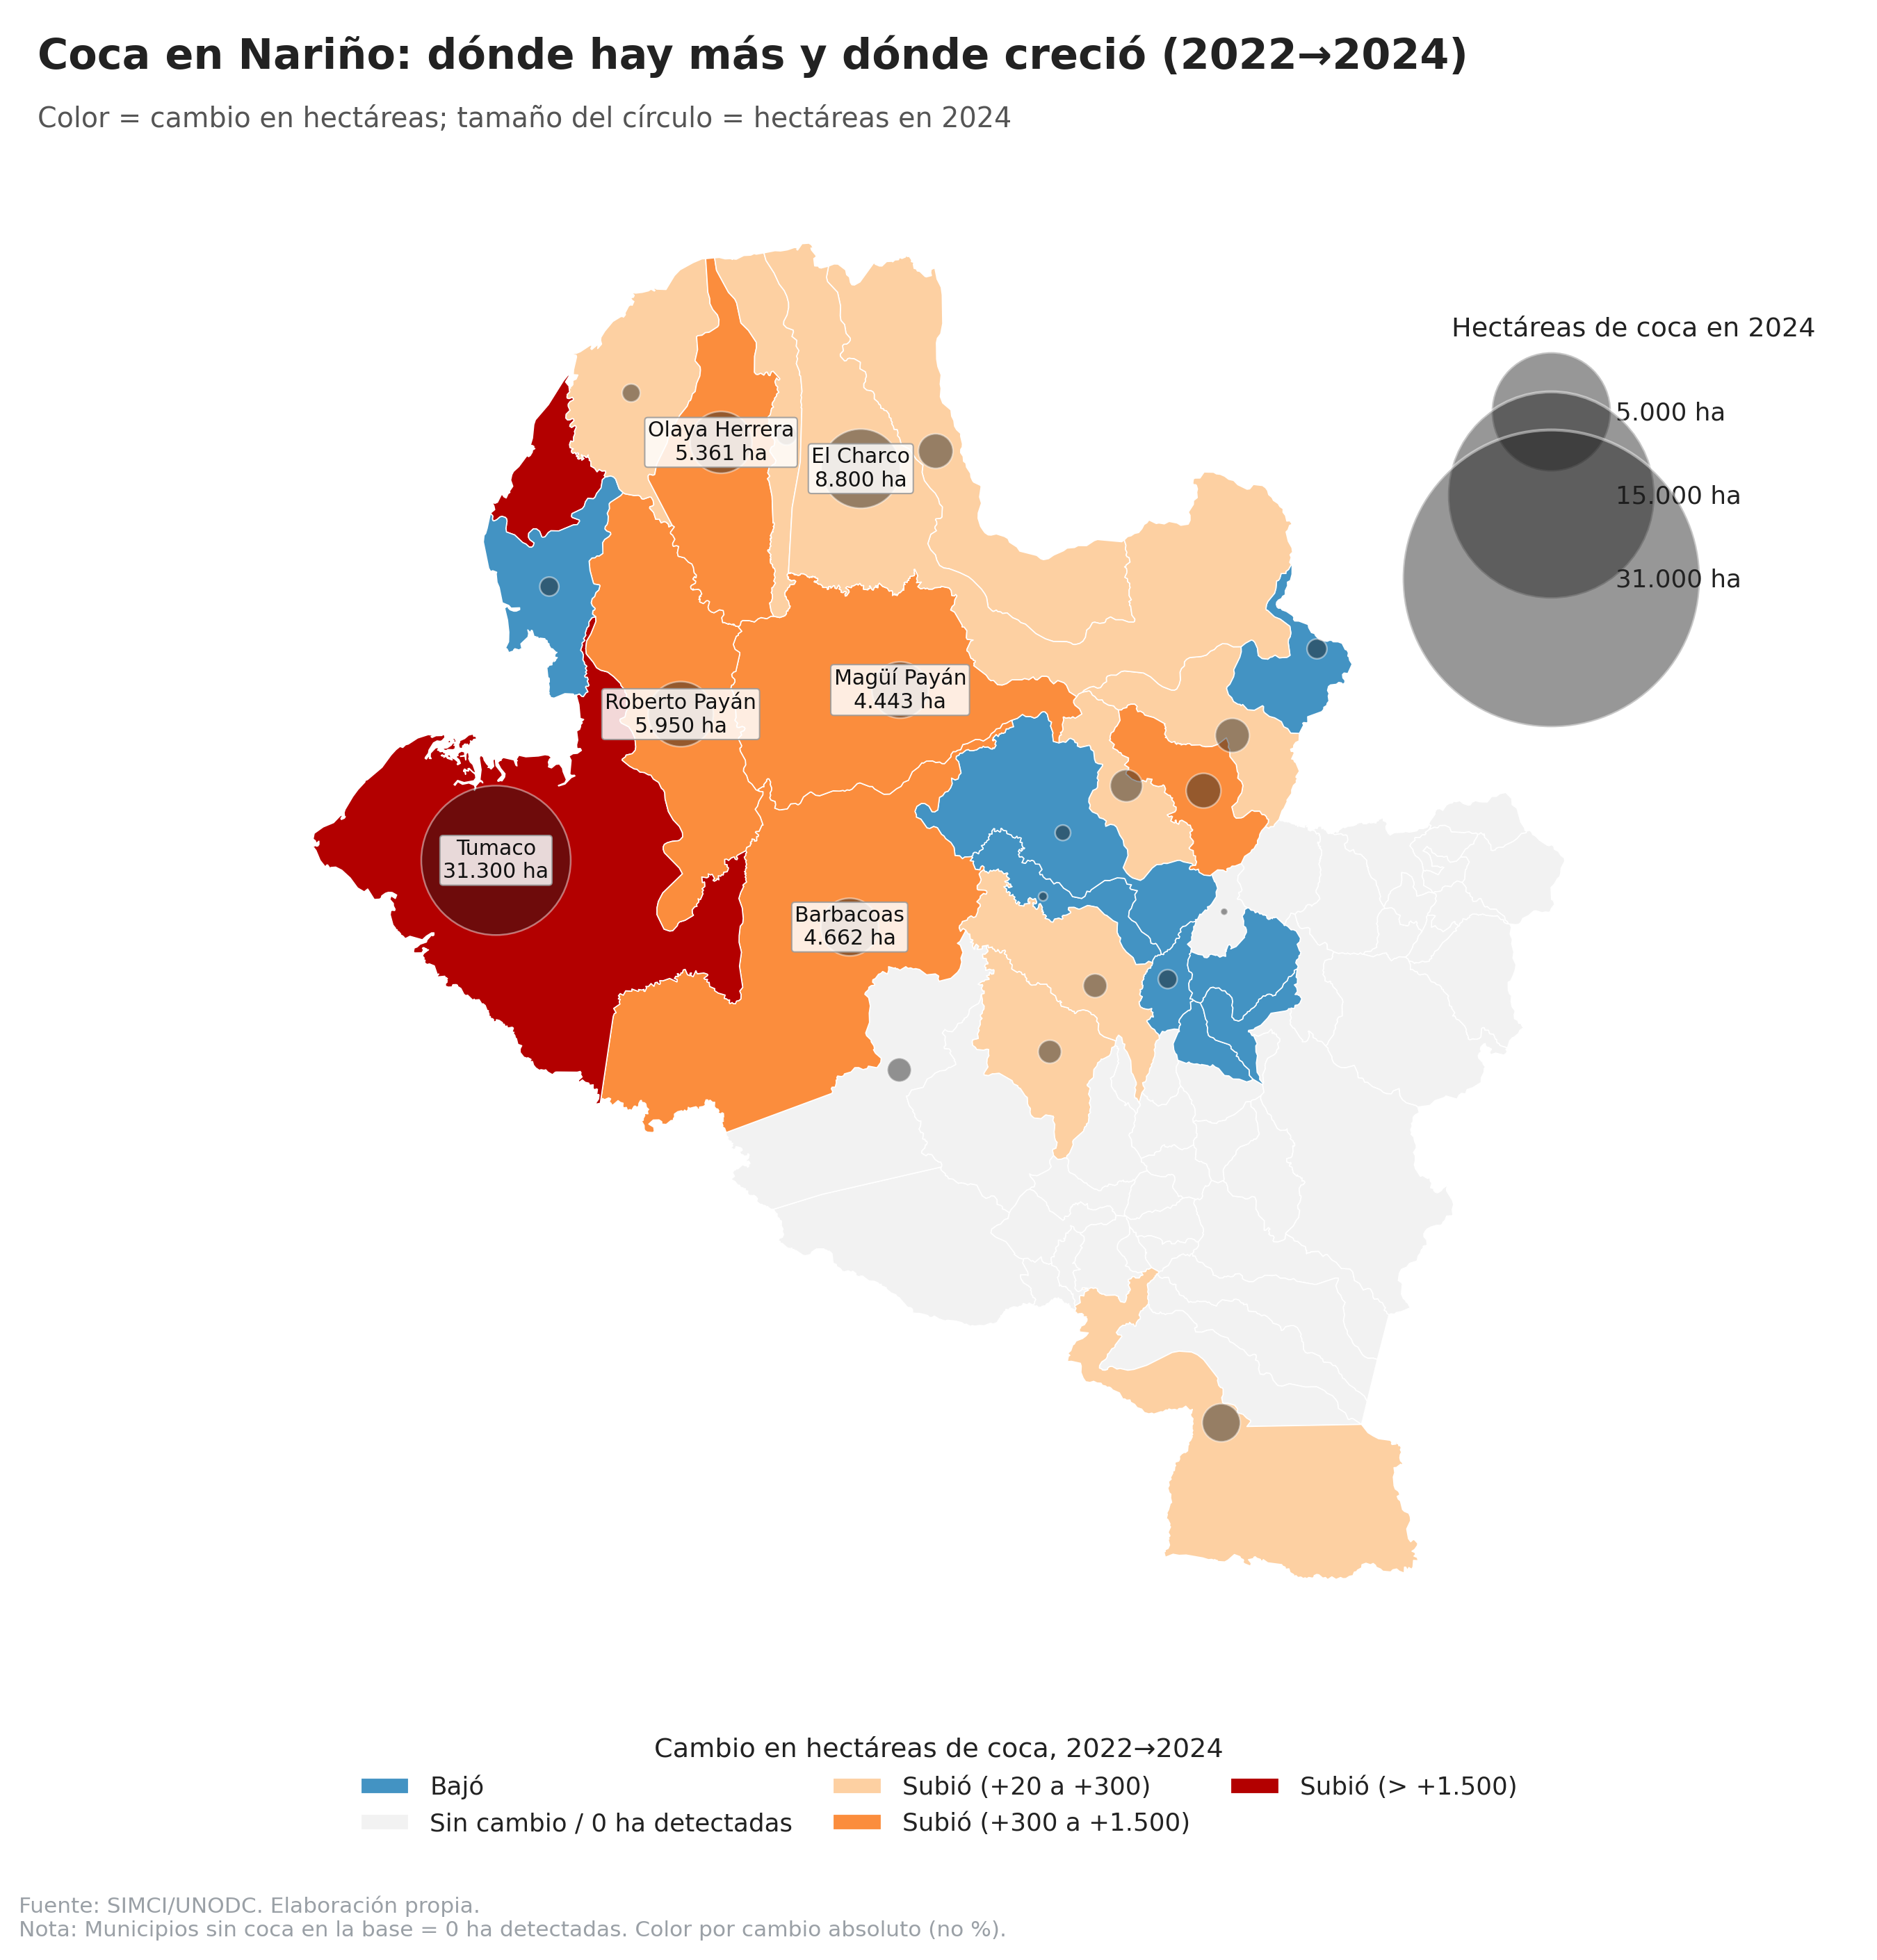 Coca en Nariño: dónde hay más y dónde creció (2022→2024)
Color = cambio en hectáreas; tamaño del círculo = hectáreas en 2024
Hectáreas de coca en 2024
5.000 ha
15.000 ha
31.000 ha
Olaya Herrera
5.361 ha
El Charco
8.800 ha
Magüí Payán
4.443 ha
Roberto Payán
5.950 ha
Tumaco
31.300 ha
Barbacoas
4.662 ha
Cambio en hectáreas de coca, 2022→2024
Bajó
Sin cambio / 0 ha detectadas
Subió (+20 a +300)
Subió (+300 a +1.500)
Subió (> +1.500)
Fuente: SIMCI/UNODC. Elaboración propia.
Nota: Municipios sin coca en la base = 0 ha detectadas. Color por cambio absoluto (no %).